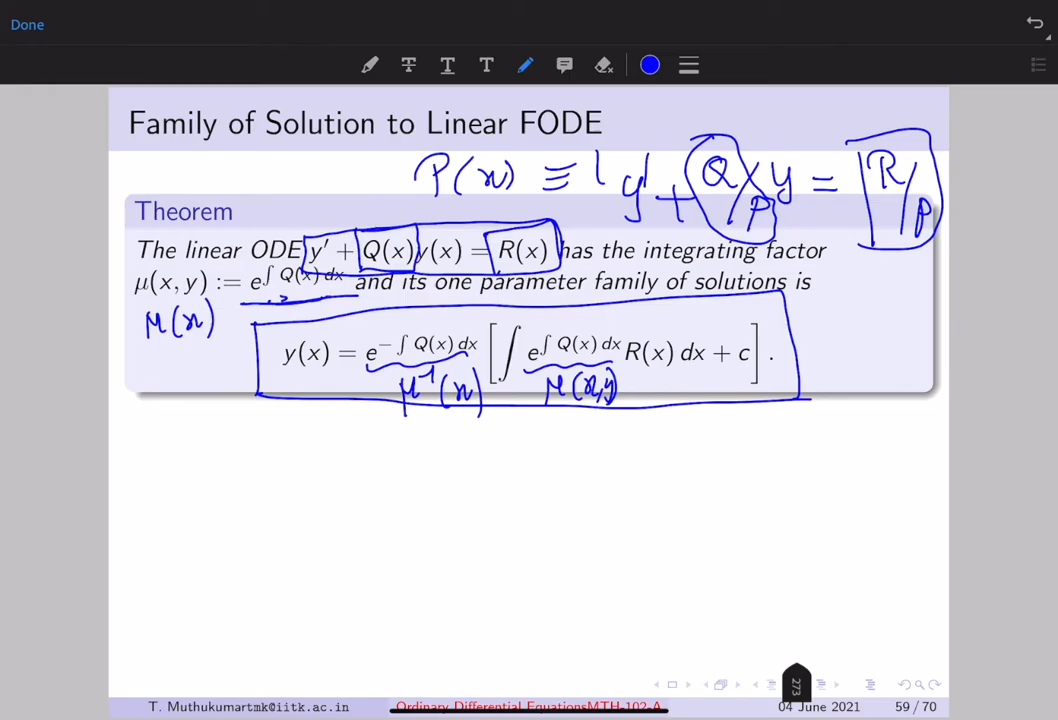 Done
Family of Solution to Linear FODE
P(x) ≡ 1 y' + Q/P y = R/P
Theorem
The linear ODE y′ + Q(x)y(x) = R(x) has the integrating factor
μ(x, y) := e^{∫ Q(x) dx} and its one parameter family of solutions is
μ(x)
y(x) = e^{− ∫ Q(x) dx} [ ∫ e^{∫ Q(x) dx} R(x) dx + c ] .
μ⁻¹(x) μ(x,y)
273
T. Muthukumartmk@iitk.ac.in Ordinary Differential EquationsMTH-102-A 04 June 2021 59 / 70